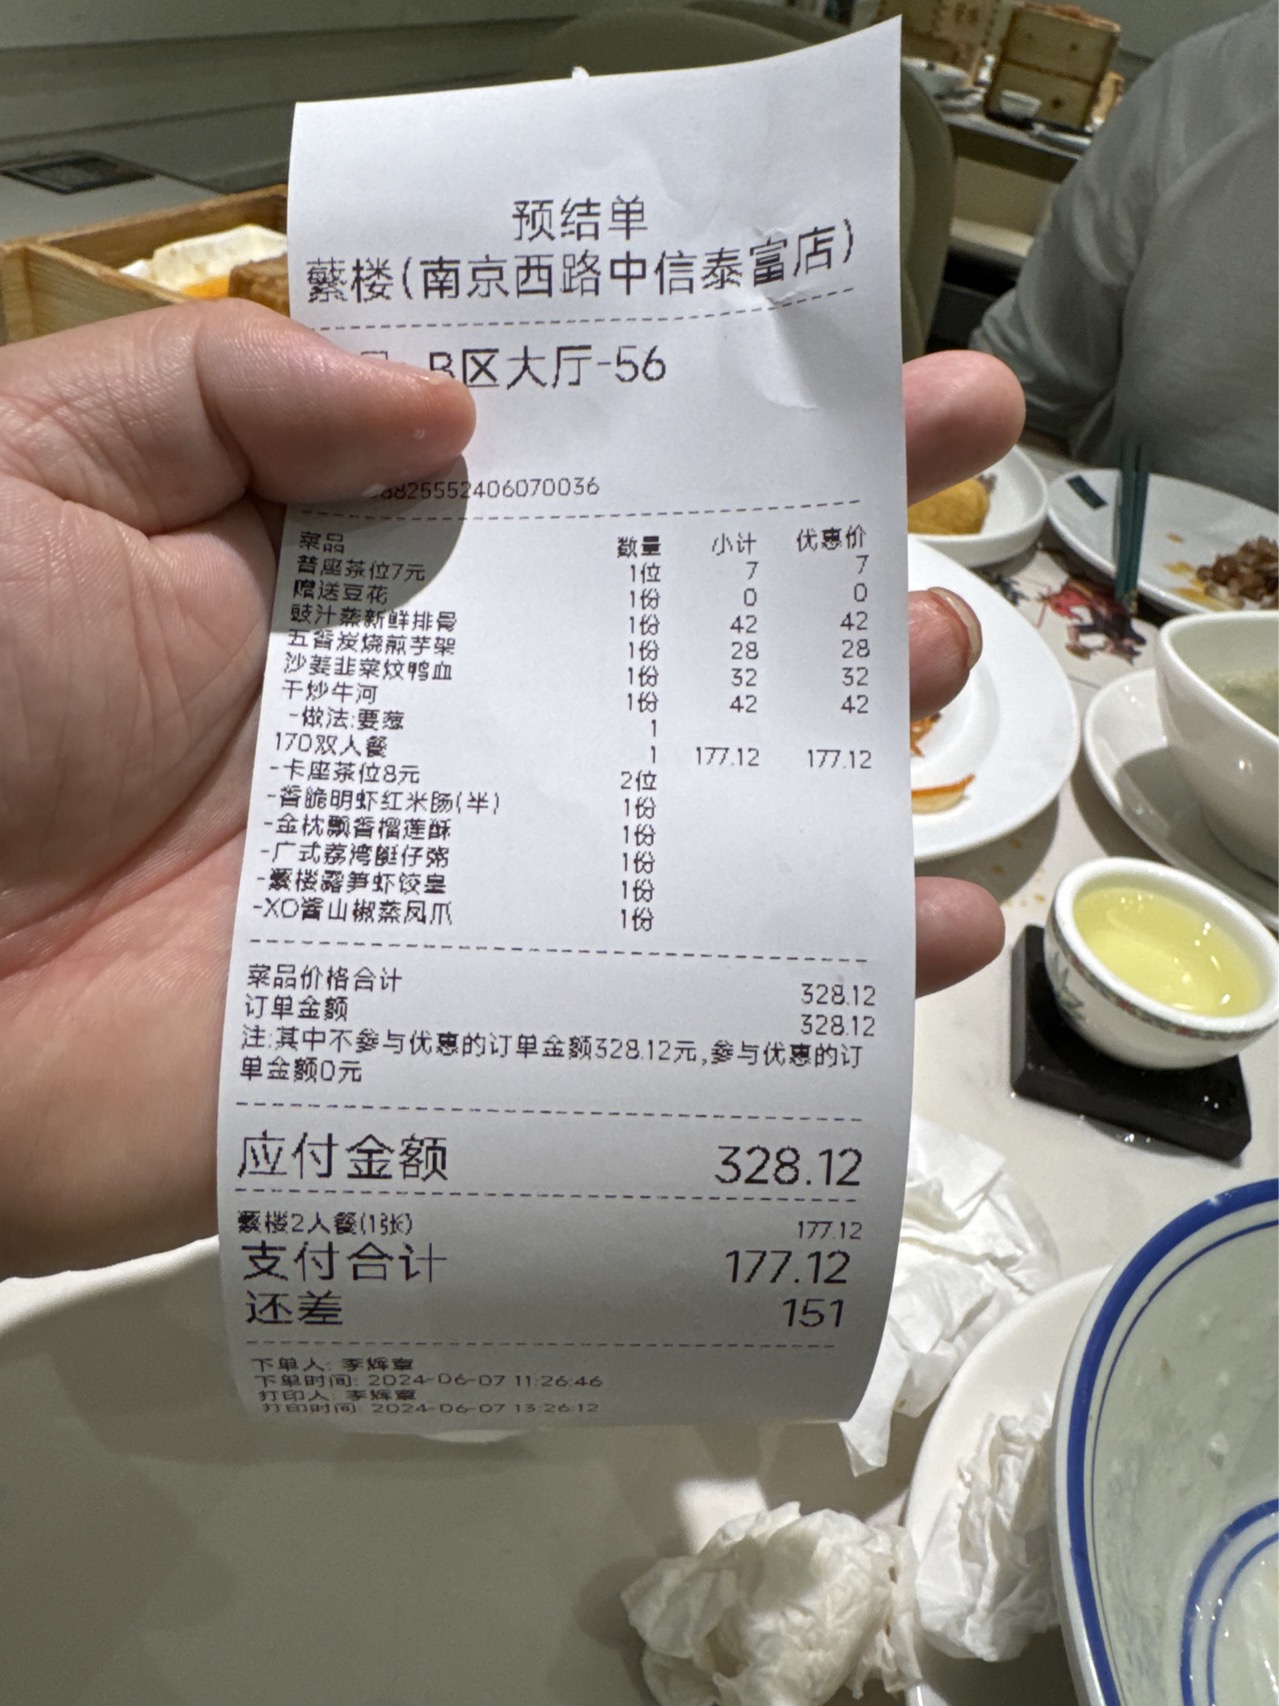 预结单
蘩楼(南京西路中信泰富店)
B区大厅-56
88255524060​70036
菜品 数量 小计 优惠价
普座茶位7元 1位 7 7
赠送豆花 1份 0 0
豉汁蒸新鲜排骨 1份 42 42
五香炭烧煎芋架 1份 28 28
沙姜韭菜炆鸭血 1份 32 32
干炒牛河 1份 42 42
-做法:要葱 1
170双人餐 1 177.12 177.12
-卡座茶位8元 2位
-香脆明虾红米肠(半) 1份
-金枕飘香榴莲酥 1份
-广式荔湾艇仔粥 1份
-蘩楼露笋虾饺皇 1份
-XO酱山椒蒸凤爪 1份
菜品价格合计 328.12
订单金额 328.12
注:其中不参与优惠的订单金额328.12元,参与优惠的订
单金额0元
应付金额 328.12
蘩楼2人餐(1张) 177.12
支付合计 177.12
还差 151
下单人: 李辉章
下单时间: 2024-06-07 11:26:46
打印人: 李辉章
打印时间: 2024-06-07 13:26:12